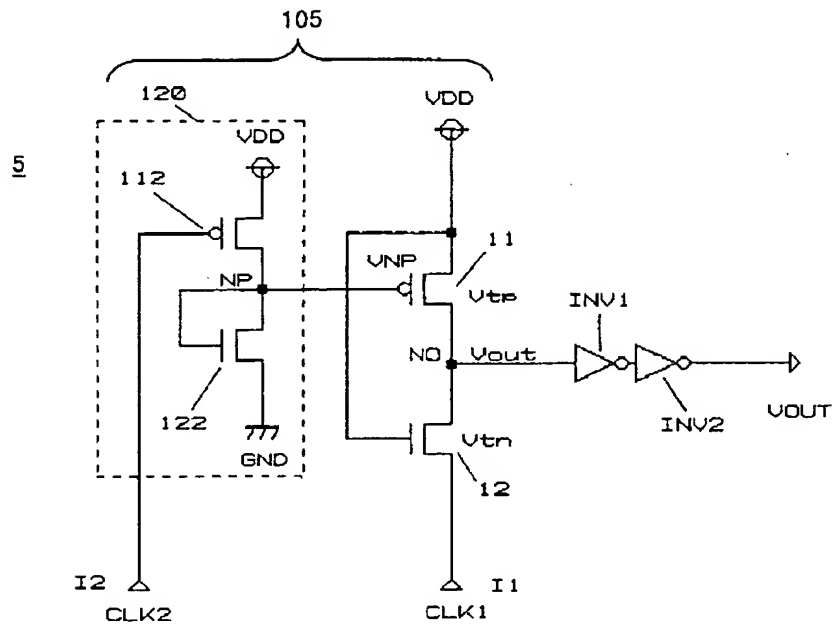 105
120
VDD
VDD
5
112
VNP
11
NP
Vtp
INV1
NO
Vout
122
GND
Vtn
12
INV2
VOUT
I2
CLK2
I1
CLK1